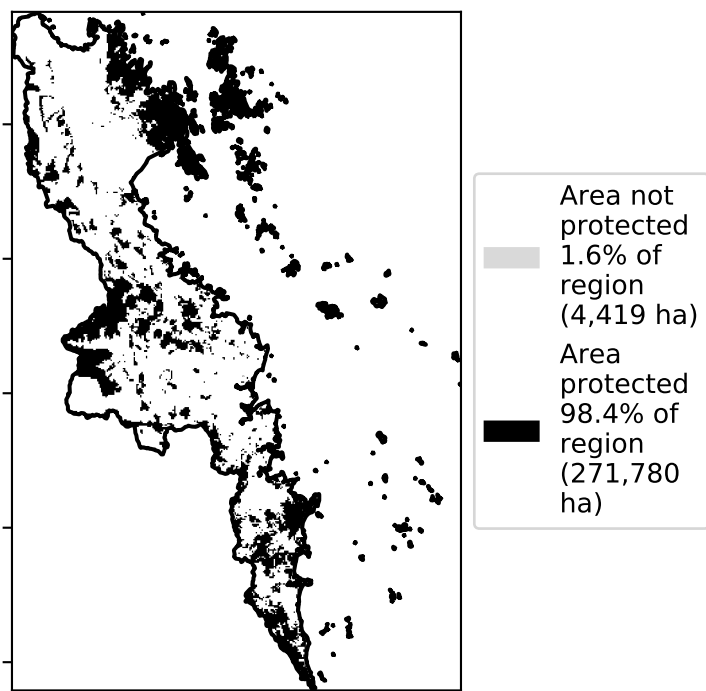 Area not
protected
1.6% of
region
(4,419 ha)
Area
protected
98.4% of
region
(271,780
ha)